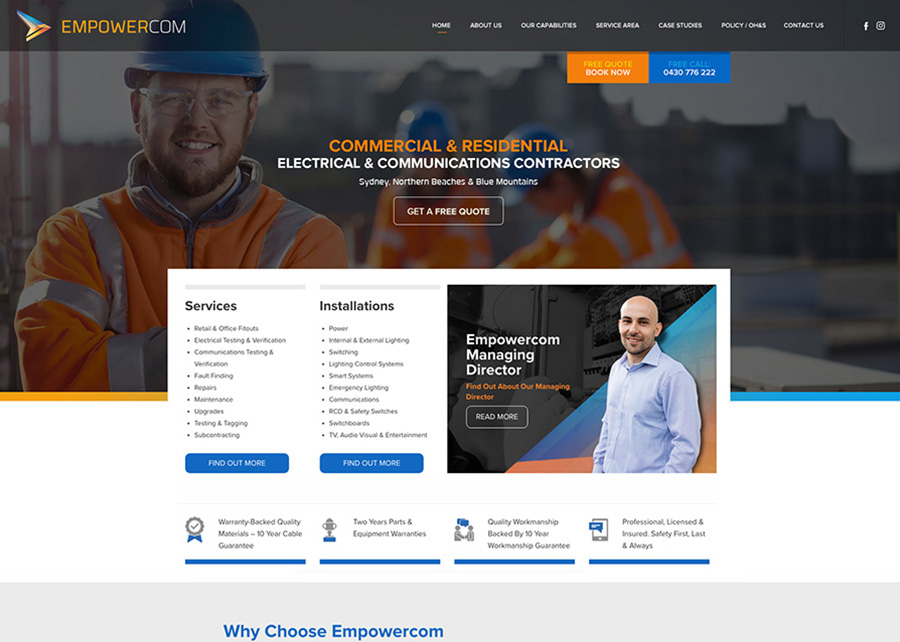 EMPOWERCOM
HOME ABOUT US OUR CAPABILITIES SERVICE AREA CASE STUDIES POLICY / OH&S CONTACT US
FREE QUOTE
BOOK NOW
FREE CALL:
0430 776 222
COMMERCIAL & RESIDENTIAL
ELECTRICAL & COMMUNICATIONS CONTRACTORS
Sydney, Northern Beaches & Blue Mountains
GET A FREE QUOTE
Services
• Retail & Office Fitouts
• Electrical Testing & Verification
• Communications Testing &
Verification
• Fault Finding
• Repairs
• Maintenance
• Upgrades
• Testing & Tagging
• Subcontracting
FIND OUT MORE
Installations
• Power
• Internal & External Lighting
• Switching
• Lighting Control Systems
• Smart Systems
• Emergency Lighting
• Communications
• RCD & Safety Switches
• Switchboards
• TV, Audio Visual & Entertainment
FIND OUT MORE
Empowercom
Managing
Director
Find Out About Our Managing
Director
READ MORE
Warranty-Backed Quality
Materials – 10 Year Cable
Guarantee
Two Years Parts &
Equipment Warranties
Quality Workmanship
Backed By 10 Year
Workmanship Guarantee
Professional, Licensed &
Insured. Safety First, Last
& Always
Why Choose Empowercom